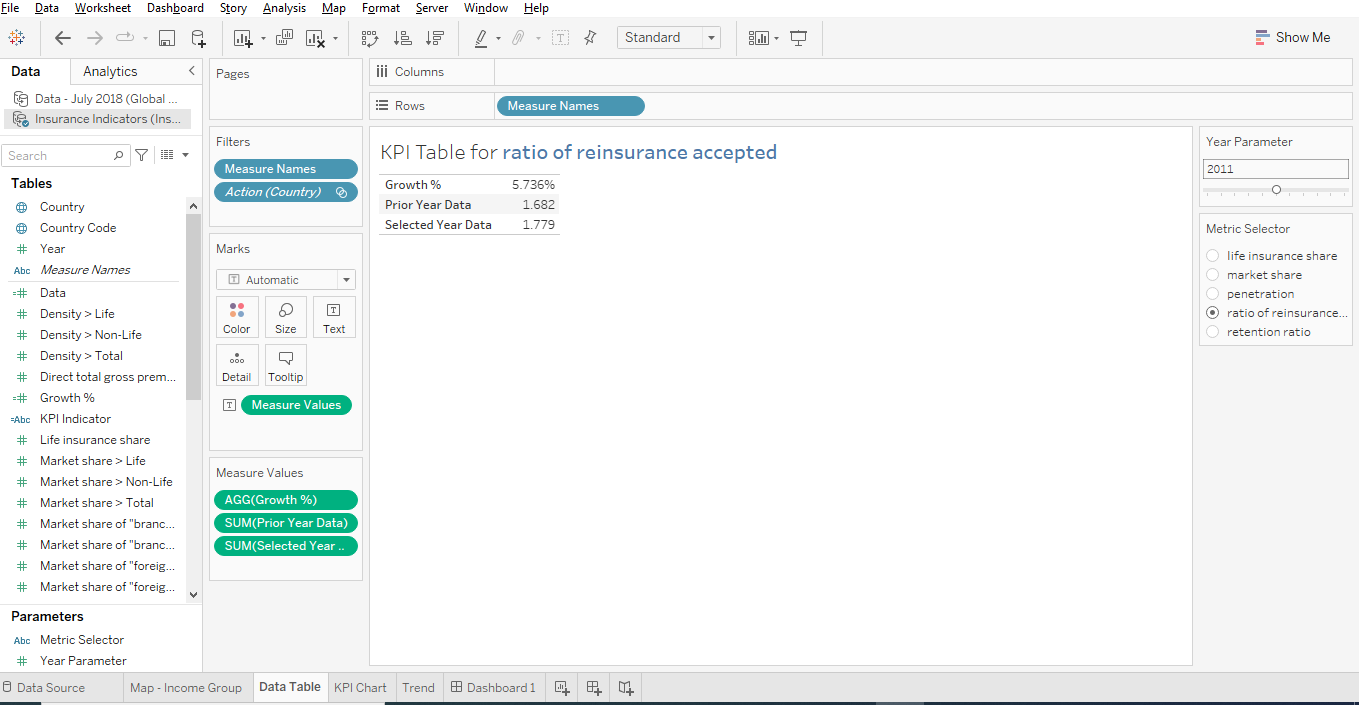 File Data Worksheet Dashboard Story Analysis Map Format Server Window Help
Standard
Show Me
Data Analytics
Data - July 2018 (Global ...
Insurance Indicators (Ins...
Search
Tables
Country
Country Code
Year
Abc Measure Names
Data
Density > Life
Density > Non-Life
Density > Total
Direct total gross prem...
Growth %
=Abc KPI Indicator
Life insurance share
Market share > Life
Market share > Non-Life
Market share > Total
Market share of "branc...
Market share of "branc...
Market share of "foreig...
Market share of "foreig...
Parameters
Abc Metric Selector
Year Parameter
Pages
Filters
Measure Names
Action (Country)
Marks
Automatic
Color Size Text
Detail Tooltip
Measure Values
Measure Values
AGG(Growth %)
SUM(Prior Year Data)
SUM(Selected Year ..
Columns
Rows Measure Names
KPI Table for ratio of reinsurance accepted
Growth % 5.736%
Prior Year Data 1.682
Selected Year Data 1.779
Year Parameter
2011
Metric Selector
life insurance share
market share
penetration
ratio of reinsurance...
retention ratio
Data Source Map - Income Group Data Table KPI Chart Trend Dashboard 1